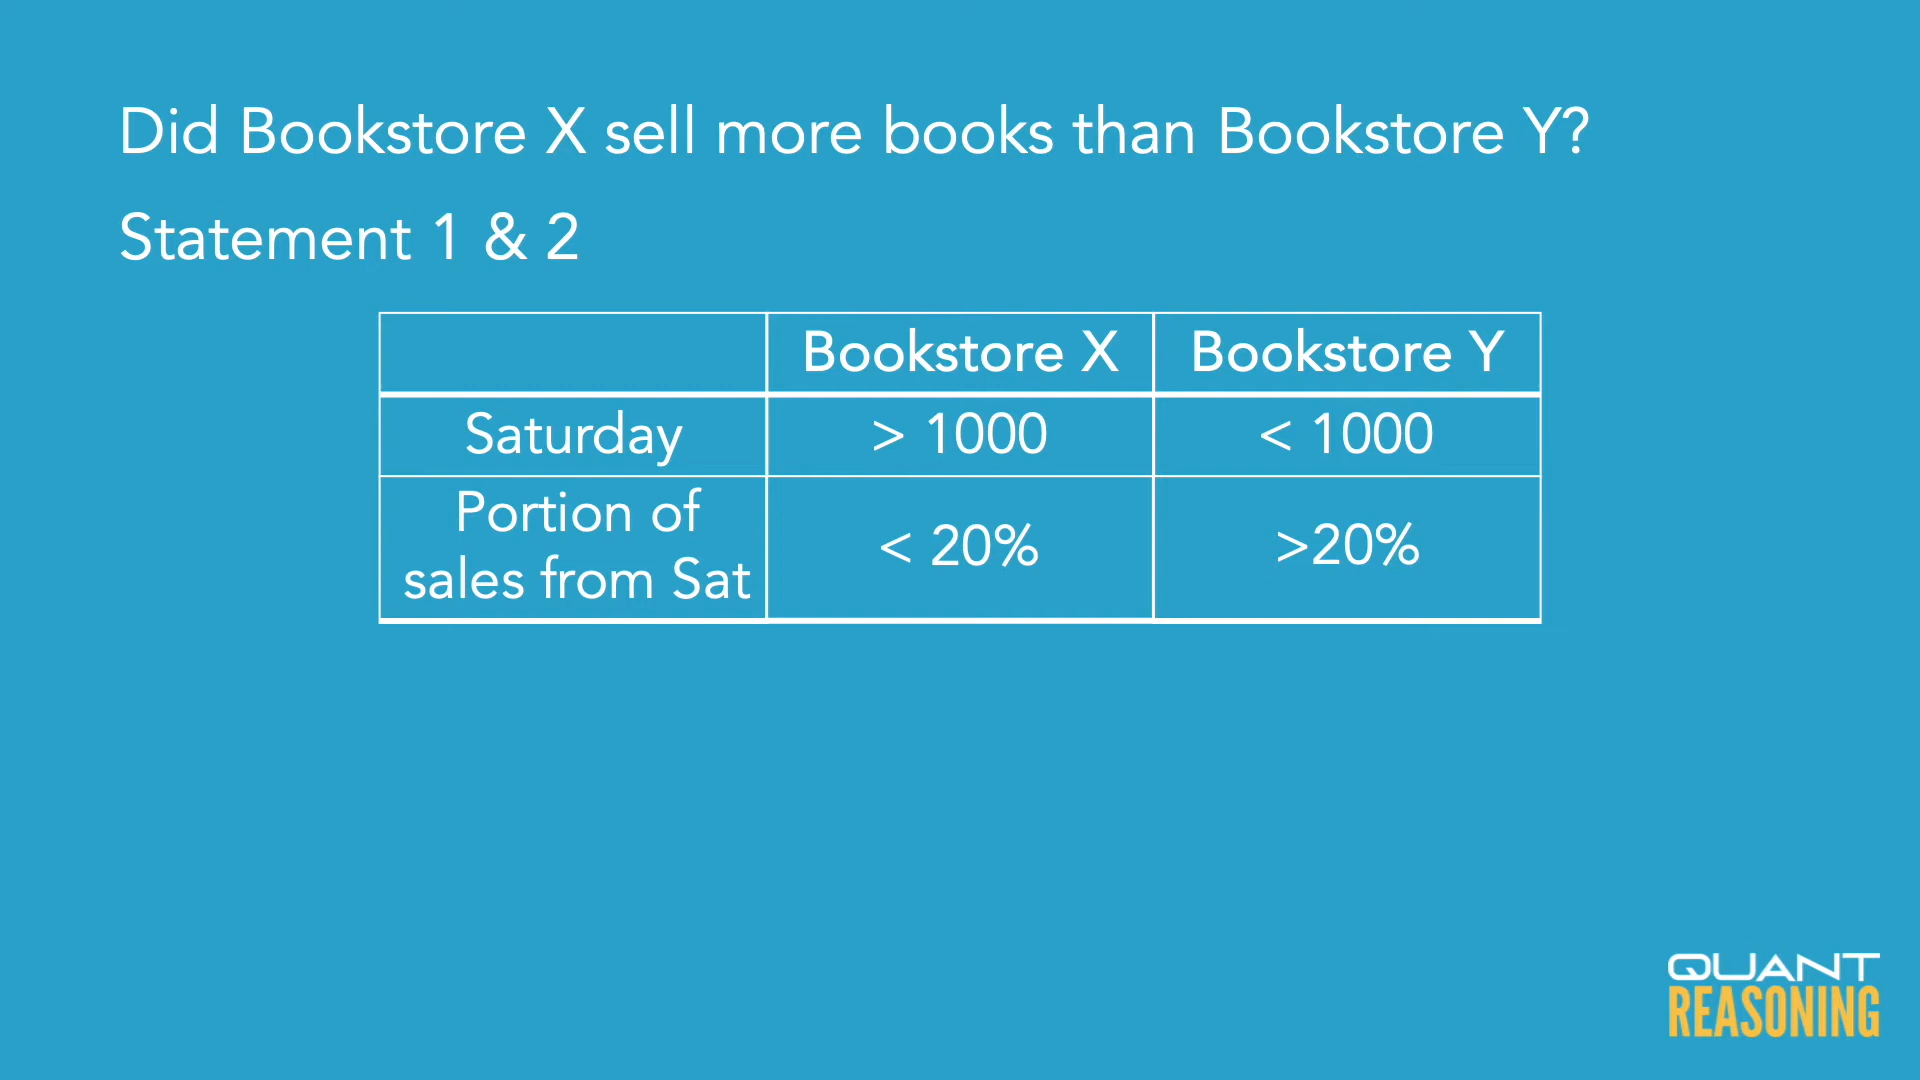 Did Bookstore X sell more books than Bookstore Y?
Statement 1 & 2
Bookstore X Bookstore Y
Saturday > 1000 < 1000
Portion of
sales from Sat < 20% >20%
QUANT
REASONING